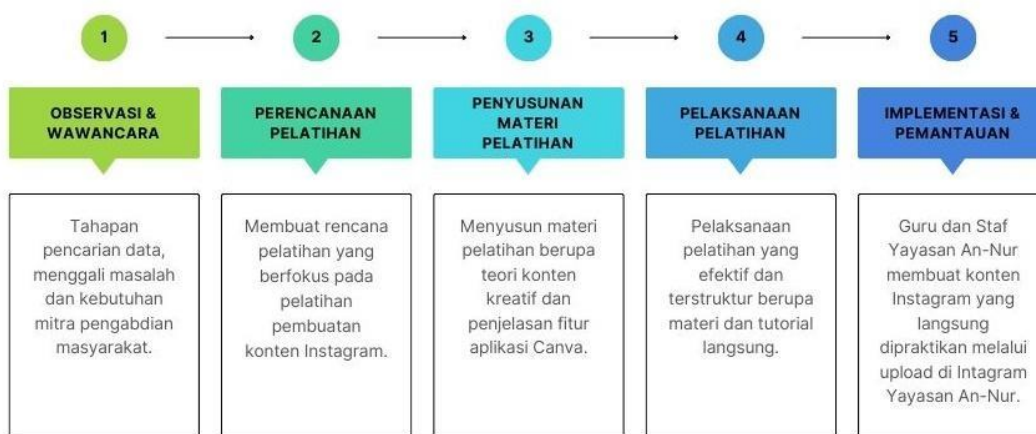 1
2
3
4
5
OBSERVASI &
WAWANCARA
PERENCANAAN
PELATIHAN
PENYUSUNAN
MATERI
PELATIHAN
PELAKSANAAN
PELATIHAN
IMPLEMENTASI &
PEMANTAUAN
Tahapan
pencarian data,
menggali masalah
dan kebutuhan
mitra pengabdian
masyarakat.
Membuat rencana
pelatihan yang
berfokus pada
pelatihan
pembuatan
konten Instagram.
Menyusun materi
pelatihan berupa
teori konten
kreatif dan
penjelasan fitur
aplikasi Canva.
Pelaksanaan
pelatihan yang
efektif dan
terstruktur berupa
materi dan tutorial
langsung.
Guru dan Staf
Yayasan An-Nur
membuat konten
Instagram yang
langsung
dipraktikan melalui
upload di Intagram
Yayasan An-Nur.